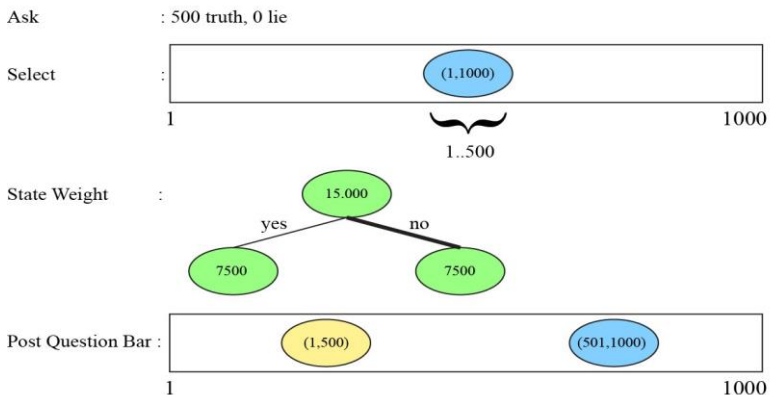 Ask : 500 truth, 0 lie
Select : (1,1000)
1 1000
1..500
State Weight : 15.000
yes no
7500 7500
Post Question Bar : (1,500) (501,1000)
1 1000